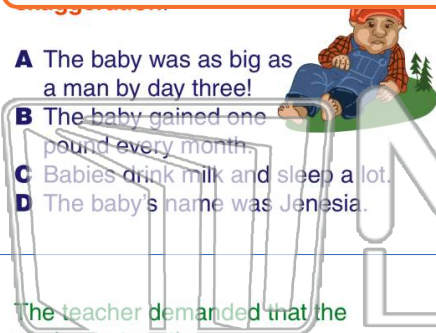 exaggeration?
A The baby was as big as
a man by day three!
B The baby gained one
pound every month.
C Babies drink milk and sleep a lot.
D The baby's name was Jenesia.
The teacher demanded that the